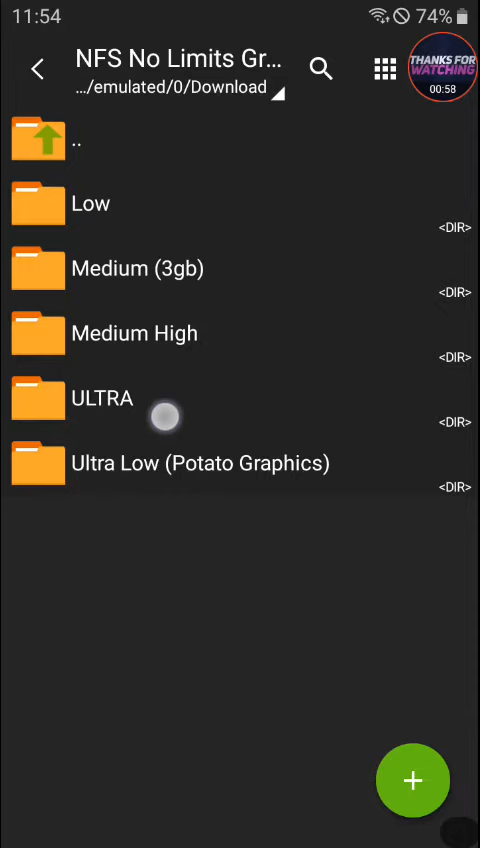 11:54
74%
NFS No Limits Gr...
.../emulated/0/Download
THANKS FOR
WATCHING
00:58
..
Low
<DIR>
Medium (3gb)
<DIR>
Medium High
<DIR>
ULTRA
<DIR>
Ultra Low (Potato Graphics)
<DIR>